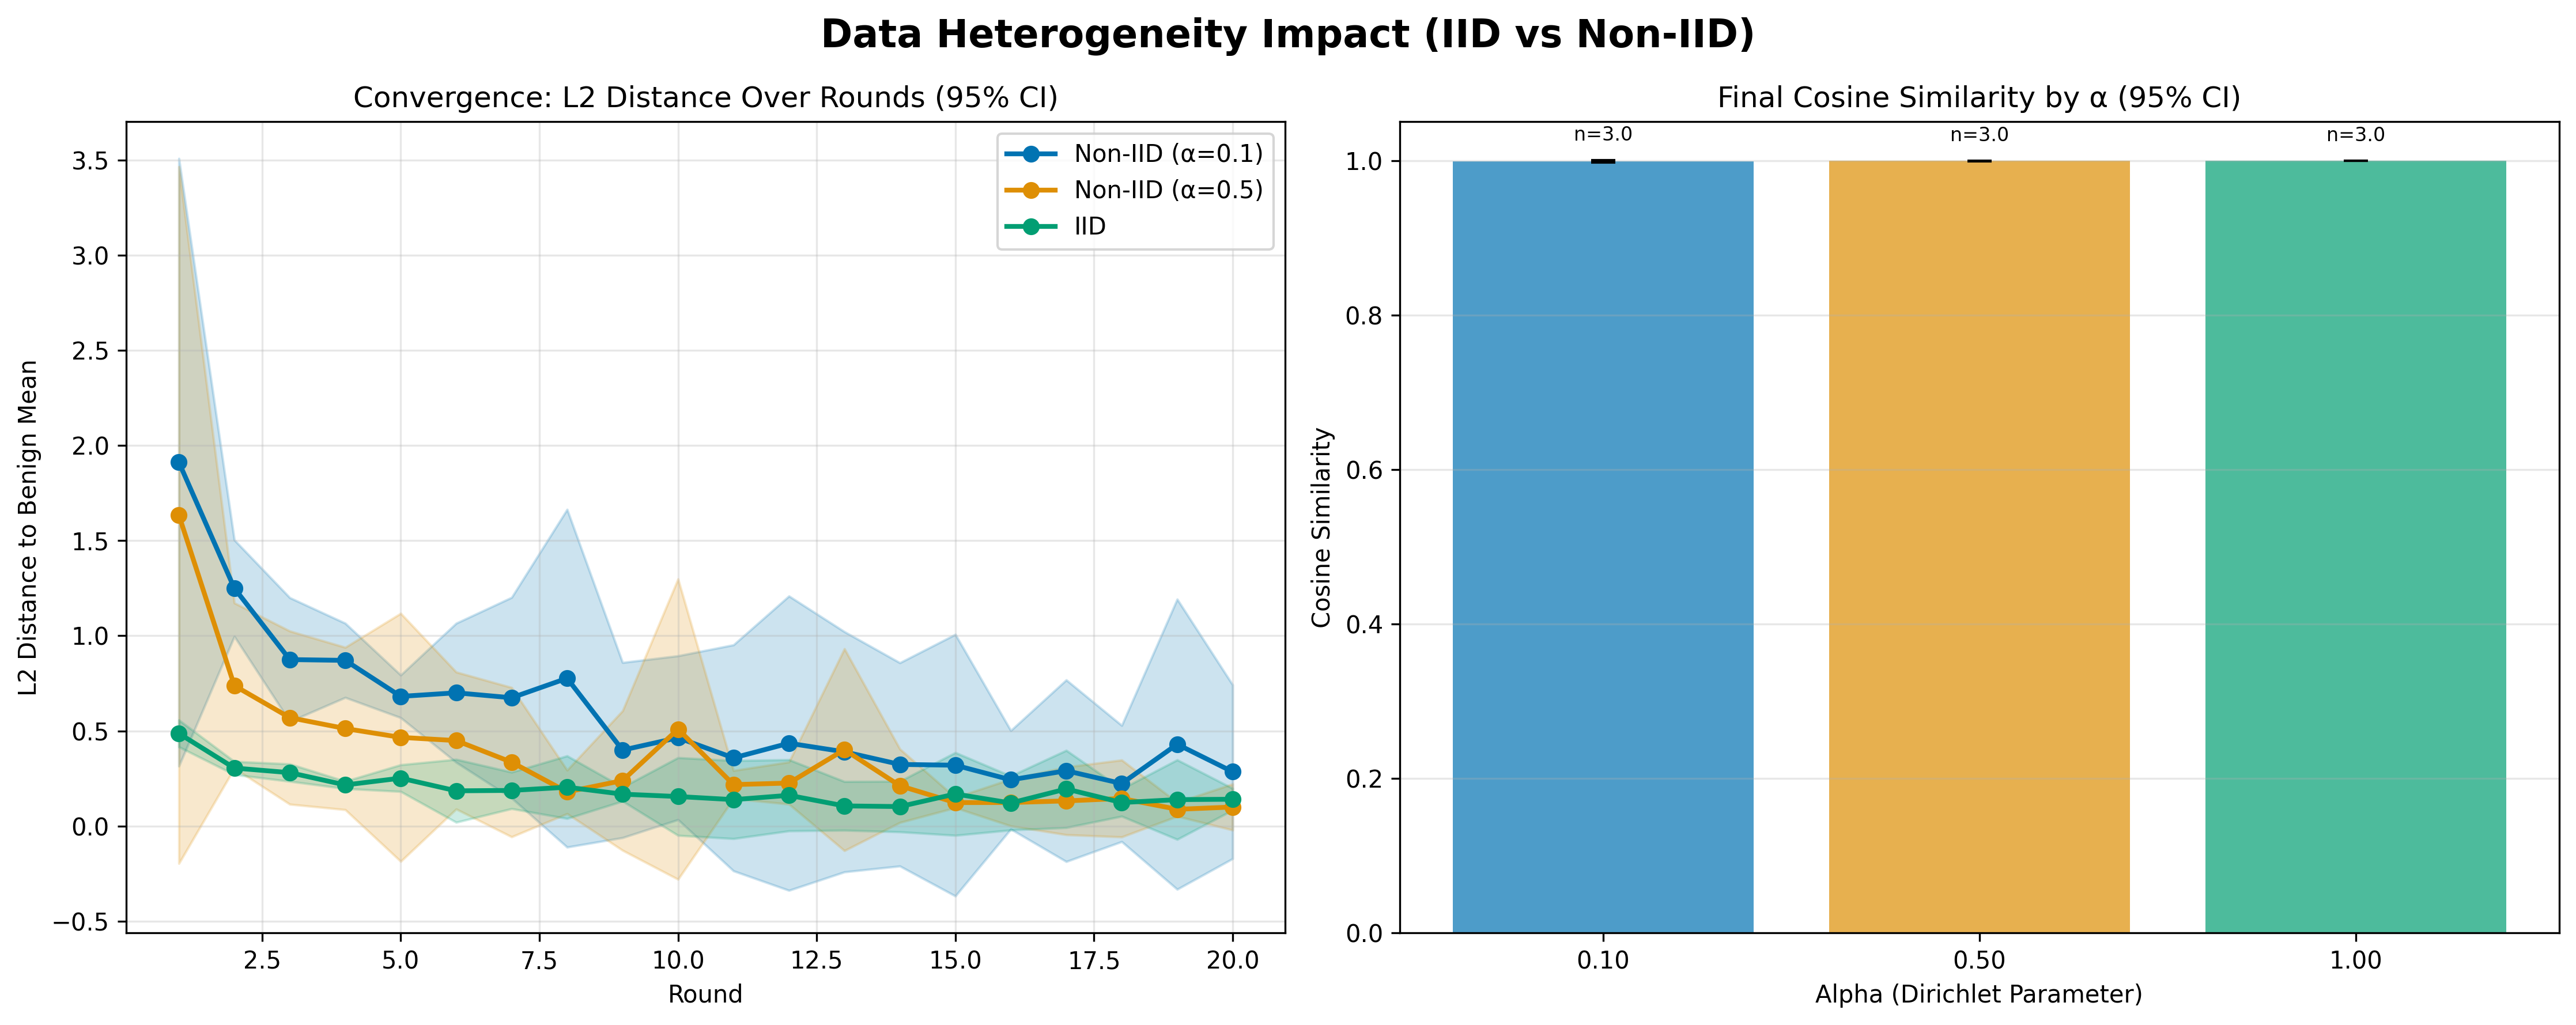 Data Heterogeneity Impact (IID vs Non-IID)
Convergence: L2 Distance Over Rounds (95% CI)
L2 Distance to Benign Mean
3.5
3.0
2.5
2.0
1.5
1.0
0.5
0.0
−0.5
Non-IID (α=0.1)
Non-IID (α=0.5)
IID
2.5 5.0 7.5 10.0 12.5 15.0 17.5 20.0
Round
Final Cosine Similarity by α (95% CI)
Cosine Similarity
n=3.0 n=3.0 n=3.0
1.0
0.8
0.6
0.4
0.2
0.0
0.10 0.50 1.00
Alpha (Dirichlet Parameter)